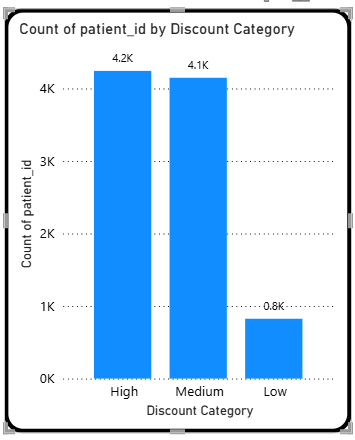 Count of patient_id by Discount Category
4.2K
4.1K
4K
3K
Count of patient_id
2K
1K
0.8K
0K
High Medium Low
Discount Category